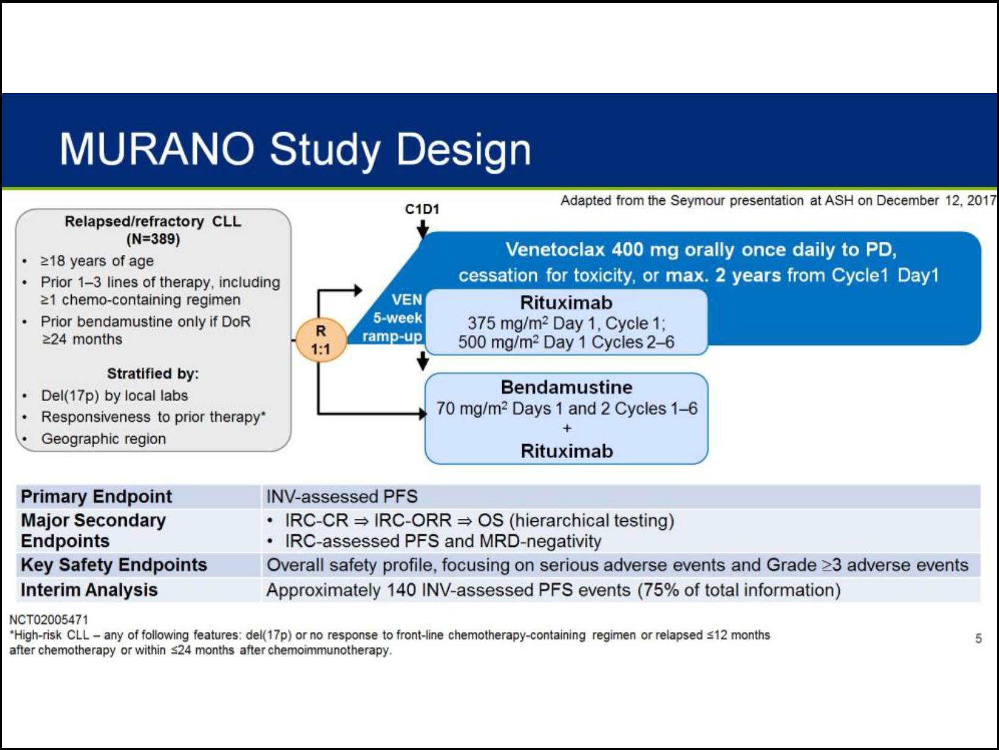 MURANO Study Design
Adapted from the Seymour presentation at ASH on December 12, 2017
Relapsed/refractory CLL
(N=389)
• ≥18 years of age
• Prior 1–3 lines of therapy, including
≥1 chemo-containing regimen
• Prior bendamustine only if DoR
≥24 months
Stratified by:
• Del(17p) by local labs
• Responsiveness to prior therapy*
• Geographic region
R
1:1
C1D1
Venetoclax 400 mg orally once daily to PD,
cessation for toxicity, or max. 2 years from Cycle1 Day1
VEN
5-week
ramp-up
Rituximab
375 mg/m² Day 1, Cycle 1;
500 mg/m² Day 1 Cycles 2–6
Bendamustine
70 mg/m² Days 1 and 2 Cycles 1–6
+
Rituximab
Primary Endpoint
INV-assessed PFS
Major Secondary
Endpoints
• IRC-CR ⇒ IRC-ORR ⇒ OS (hierarchical testing)
• IRC-assessed PFS and MRD-negativity
Key Safety Endpoints
Overall safety profile, focusing on serious adverse events and Grade ≥3 adverse events
Interim Analysis
Approximately 140 INV-assessed PFS events (75% of total information)
NCT02005471
*High-risk CLL – any of following features: del(17p) or no response to front-line chemotherapy-containing regimen or relapsed ≤12 months
after chemotherapy or within ≤24 months after chemoimmunotherapy.
5